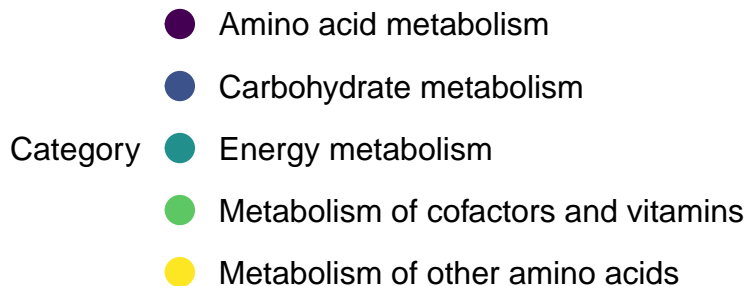 Amino acid metabolism
Carbohydrate metabolism
Category
Energy metabolism
Metabolism of cofactors and vitamins
Metabolism of other amino acids